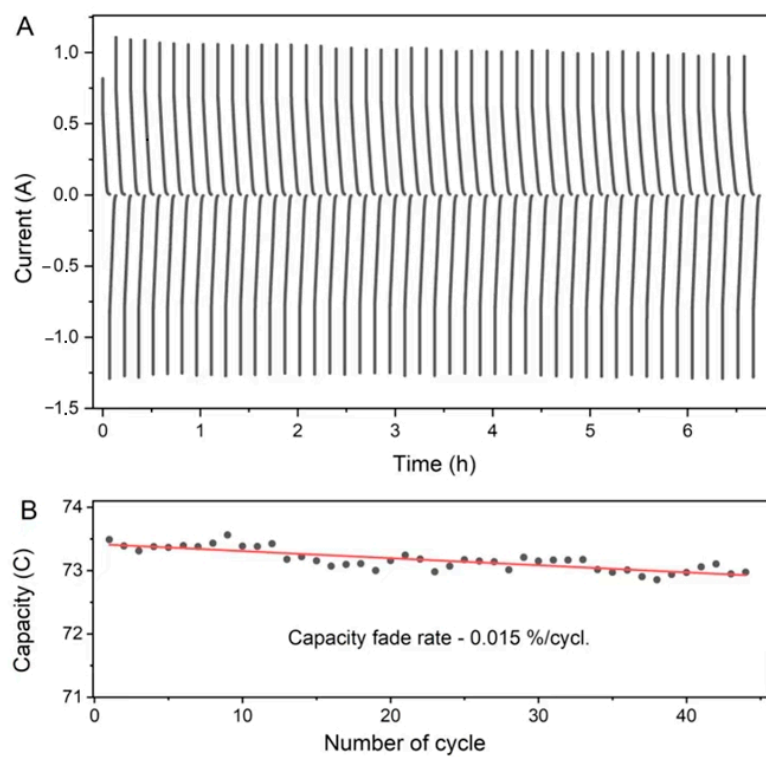 A
1.0
0.5
0.0
−0.5
−1.0
−1.5
Current (A)
0 1 2 3 4 5 6
Time (h)
B
74
73
72
71
Capacity (C)
Capacity fade rate - 0.015 %/cycl.
0 10 20 30 40
Number of cycle